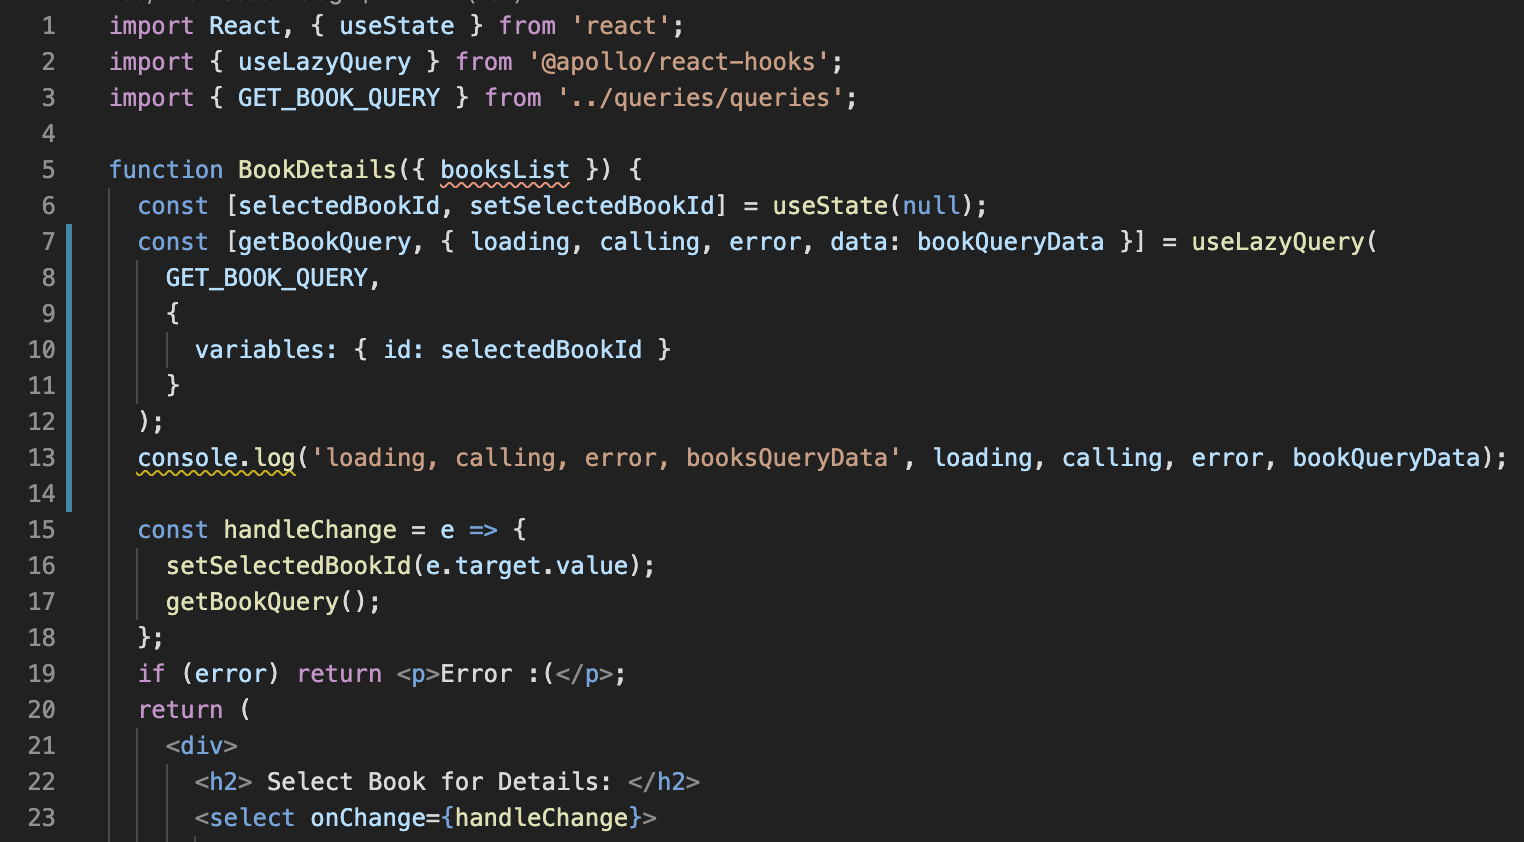 1 import React, { useState } from 'react';
2 import { useLazyQuery } from '@apollo/react-hooks';
3 import { GET_BOOK_QUERY } from '../queries/queries';
4
5 function BookDetails({ booksList }) {
6 const [selectedBookId, setSelectedBookId] = useState(null);
7 const [getBookQuery, { loading, calling, error, data: bookQueryData }] = useLazyQuery(
8 GET_BOOK_QUERY,
9 {
10 variables: { id: selectedBookId }
11 }
12 );
13 console.log('loading, calling, error, booksQueryData', loading, calling, error, bookQueryData);
14
15 const handleChange = e => {
16 setSelectedBookId(e.target.value);
17 getBookQuery();
18 };
19 if (error) return <p>Error :(</p>;
20 return (
21 <div>
22 <h2> Select Book for Details: </h2>
23 <select onChange={handleChange}>